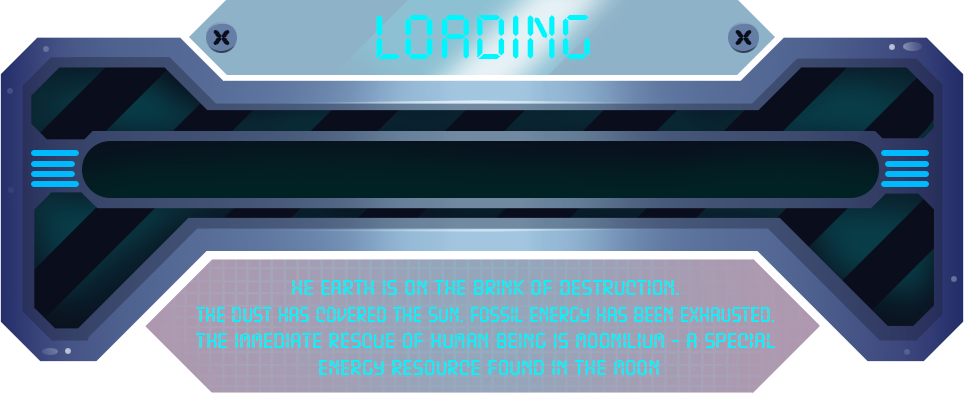 LOADING
HE EARTH IS ON THE BRINK OF DESTRUCTION.
THE DUST HAS COVERED THE SUN. FOSSIL ENERGY HAS BEEN EXHAUSTED.
THE IMMEDIATE RESCUE OF HUMAN BEING IS MOONILIUM - A SPECIAL
ENERGY RESOURCE FOUND IN THE MOON